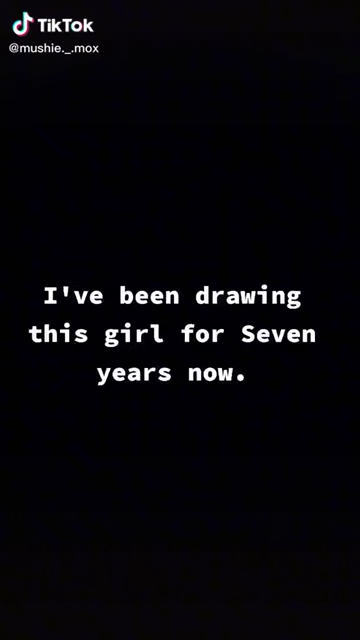 TikTok
@mushie._.mox
I've been drawing
this girl for Seven
years now.